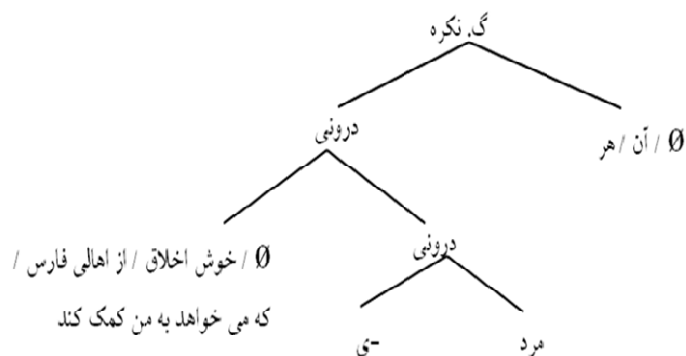 گ. نکره
درونی
Ø / آن / هر
درونی
Ø / خوش اخلاق / از اهالی فارس /
که می خواهد به من کمک کند
مرد
-ی